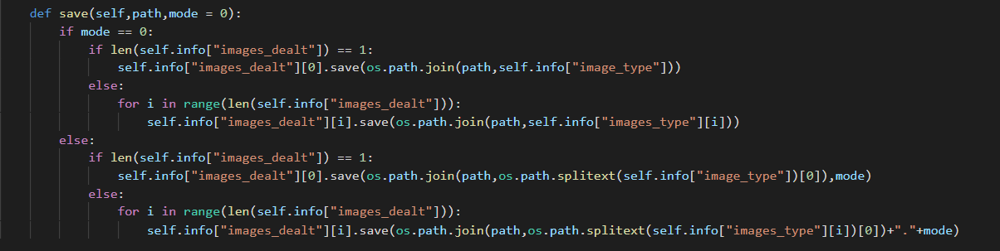 def save(self,path,mode = 0):
    if mode == 0:
        if len(self.info["images_dealt"]) == 1:
            self.info["images_dealt"][0].save(os.path.join(path,self.info["image_type"]))
        else:
            for i in range(len(self.info["images_dealt"])):
                self.info["images_dealt"][i].save(os.path.join(path,self.info["images_type"][i]))
    else:
        if len(self.info["images_dealt"]) == 1:
            self.info["images_dealt"][0].save(os.path.join(path,os.path.splitext(self.info["image_type"])[0]),mode)
        else:
            for i in range(len(self.info["images_dealt"])):
                self.info["images_dealt"][i].save(os.path.join(path,os.path.splitext(self.info["images_type"][i])[0])+"."+mode)